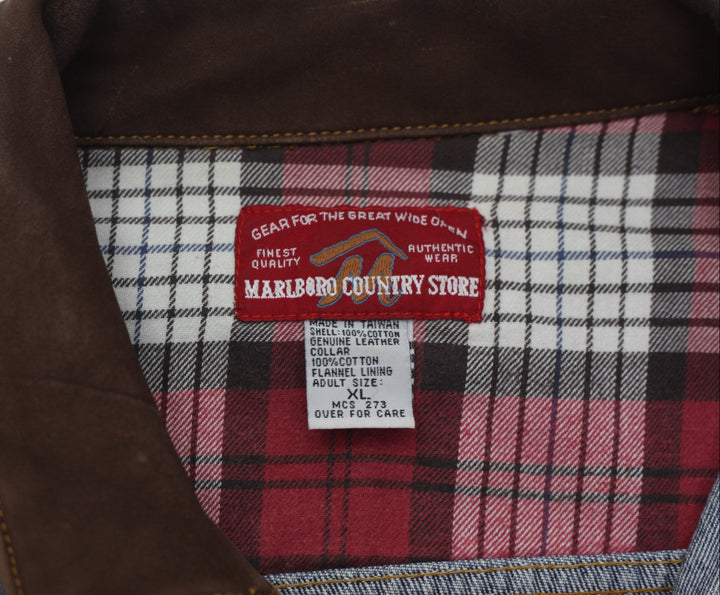 GEAR FOR THE GREAT WIDE OPEN
FINEST QUALITY
AUTHENTIC WEAR
MARLBORO COUNTRY STORE
MADE IN TAIWAN
SHELL: 100% COTTON
GENUINE LEATHER
COLLAR
100% COTTON
FLANNEL LINING
ADULT SIZE:
XL
MCS 273
OVER FOR CARE